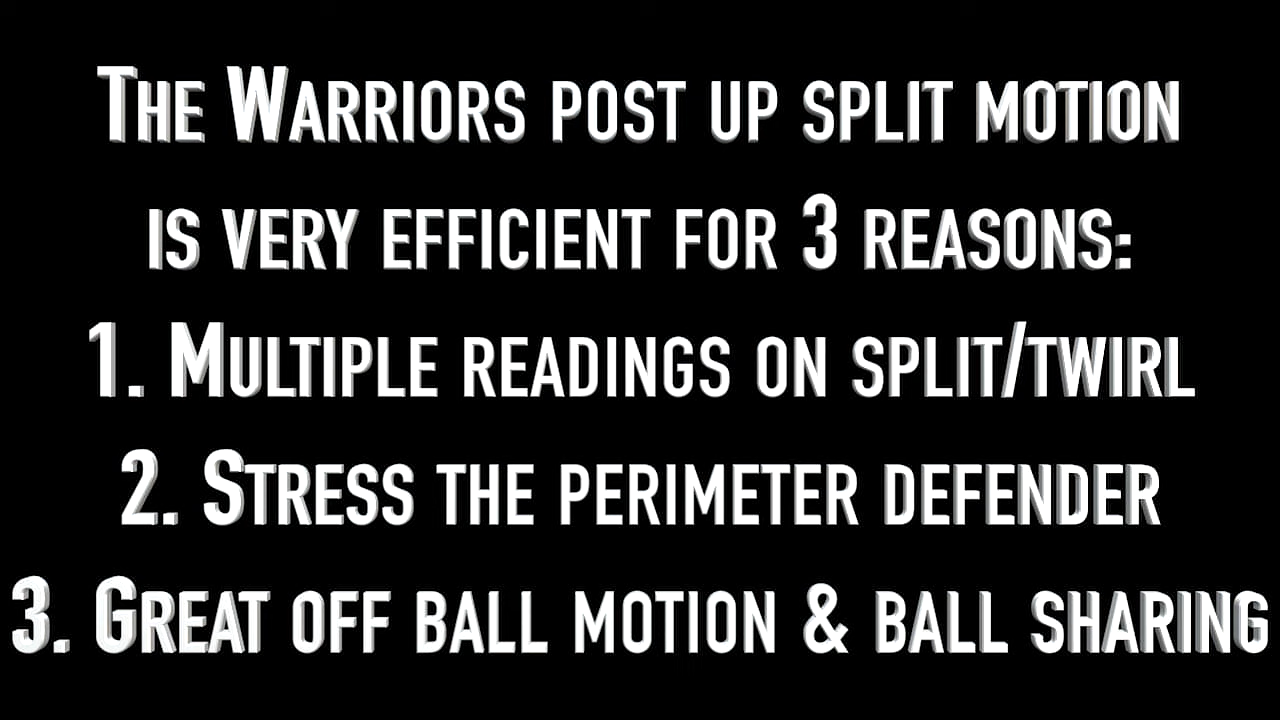 The Warriors post up split motion
is very efficient for 3 reasons:
1. Multiple readings on split/twirl
2. Stress the perimeter defender
3. Great off ball motion & ball sharing